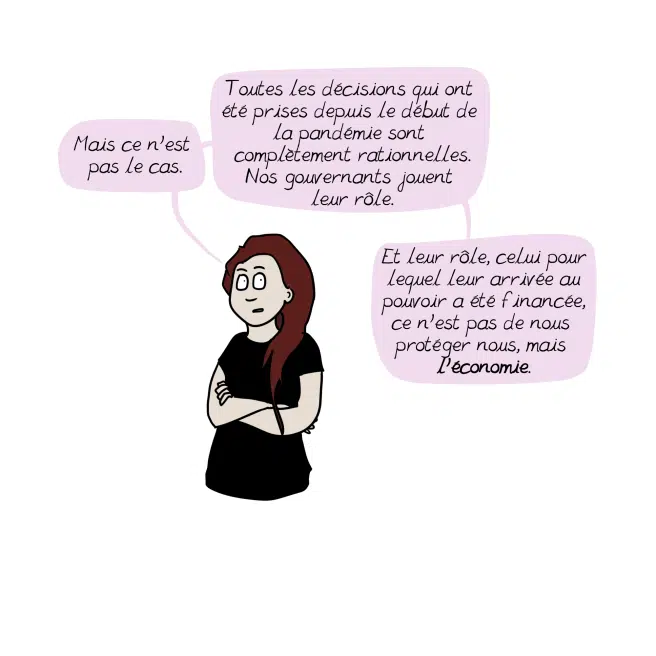 Mais ce n'est
pas le cas.
Toutes les décisions qui ont
été prises depuis le début de
la pandémie sont
complètement rationnelles.
Nos gouvernants jouent
leur rôle.
Et leur rôle, celui pour
lequel leur arrivée au
pouvoir a été financée,
ce n'est pas de nous
protéger nous, mais
l'économie.